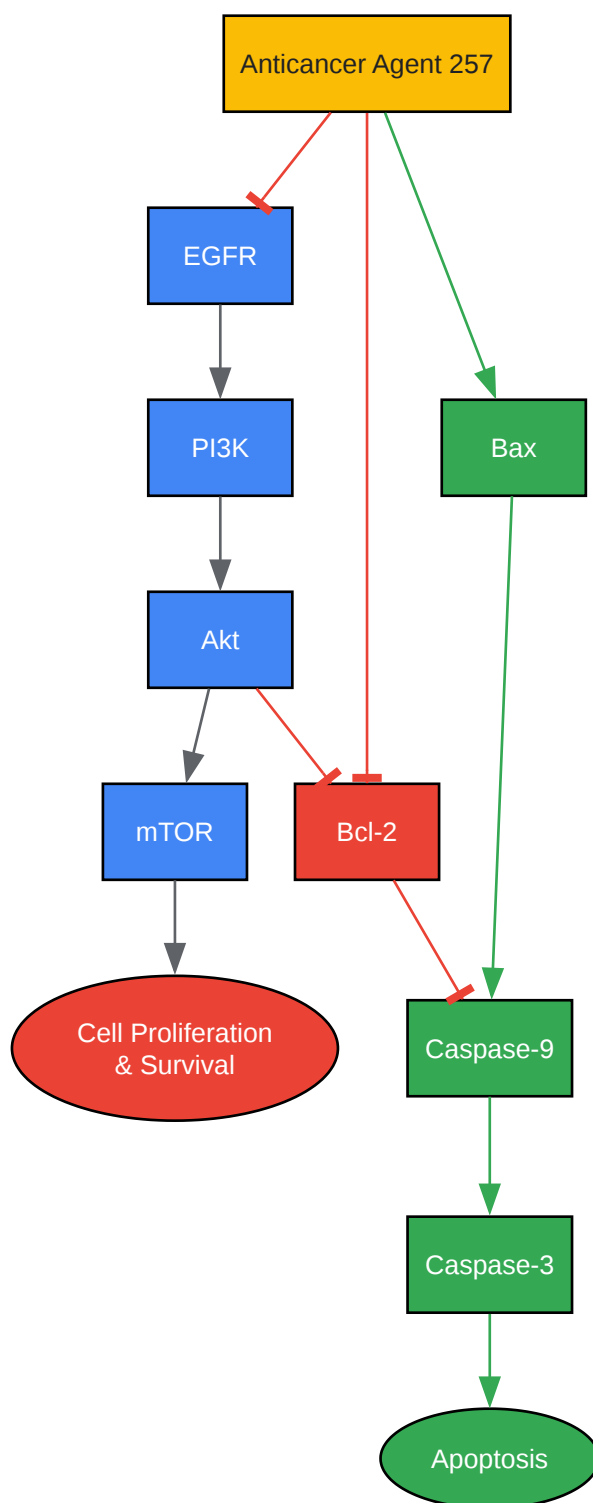 Anticancer Agent 257
EGFR
PI3K
Bax
Akt
mTOR
Bcl-2
Cell Proliferation
& Survival
Caspase-9
Caspase-3
Apoptosis